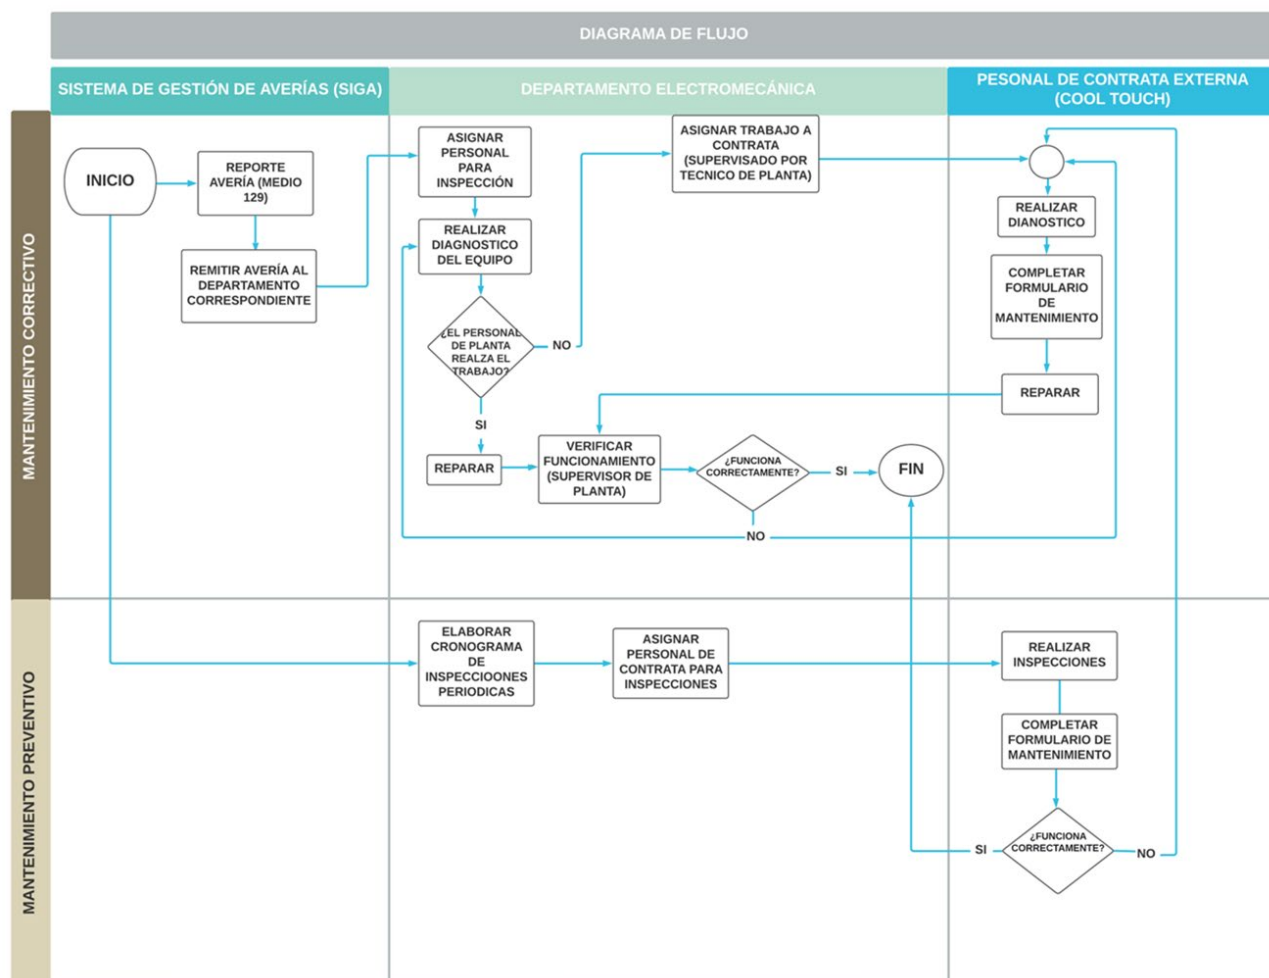 DIAGRAMA DE FLUJO
SISTEMA DE GESTIÓN DE AVERÍAS (SIGA)
DEPARTAMENTO ELECTROMECÁNICA
PESONAL DE CONTRATA EXTERNA
(COOL TOUCH)
MANTENIMIENTO CORRECTIVO
INICIO
REPORTE
AVERÍA (MEDIO
129)
REMITIR AVERÍA AL
DEPARTAMENTO
CORRESPONDIENTE
ASIGNAR
PERSONAL
PARA
INSPECCIÓN
REALIZAR
DIAGNOSTICO
DEL EQUIPO
¿EL PERSONAL
DE PLANTA
REALZA EL
TRABAJO?
NO
SI
ASIGNAR TRABAJO A
CONTRATA
(SUPERVISADO POR
TECNICO DE PLANTA)
REALIZAR
DIANOSTICO
COMPLETAR
FORMULARIO
DE
MANTENIMIENTO
REPARAR
REPARAR
VERIFICAR
FUNCIONAMIENTO
(SUPERVISOR DE
PLANTA)
¿FUNCIONA
CORRECTAMENTE?
SI
FIN
NO
MANTENIMIENTO PREVENTIVO
ELABORAR
CRONOGRAMA
DE
INSPECCIOONES
PERIODICAS
ASIGNAR
PERSONAL DE
CONTRATA PARA
INSPECCIONES
REALIZAR
INSPECCIONES
COMPLETAR
FORMULARIO DE
MANTENIMIENTO
¿FUNCIONA
CORRECTAMENTE?
SI
NO